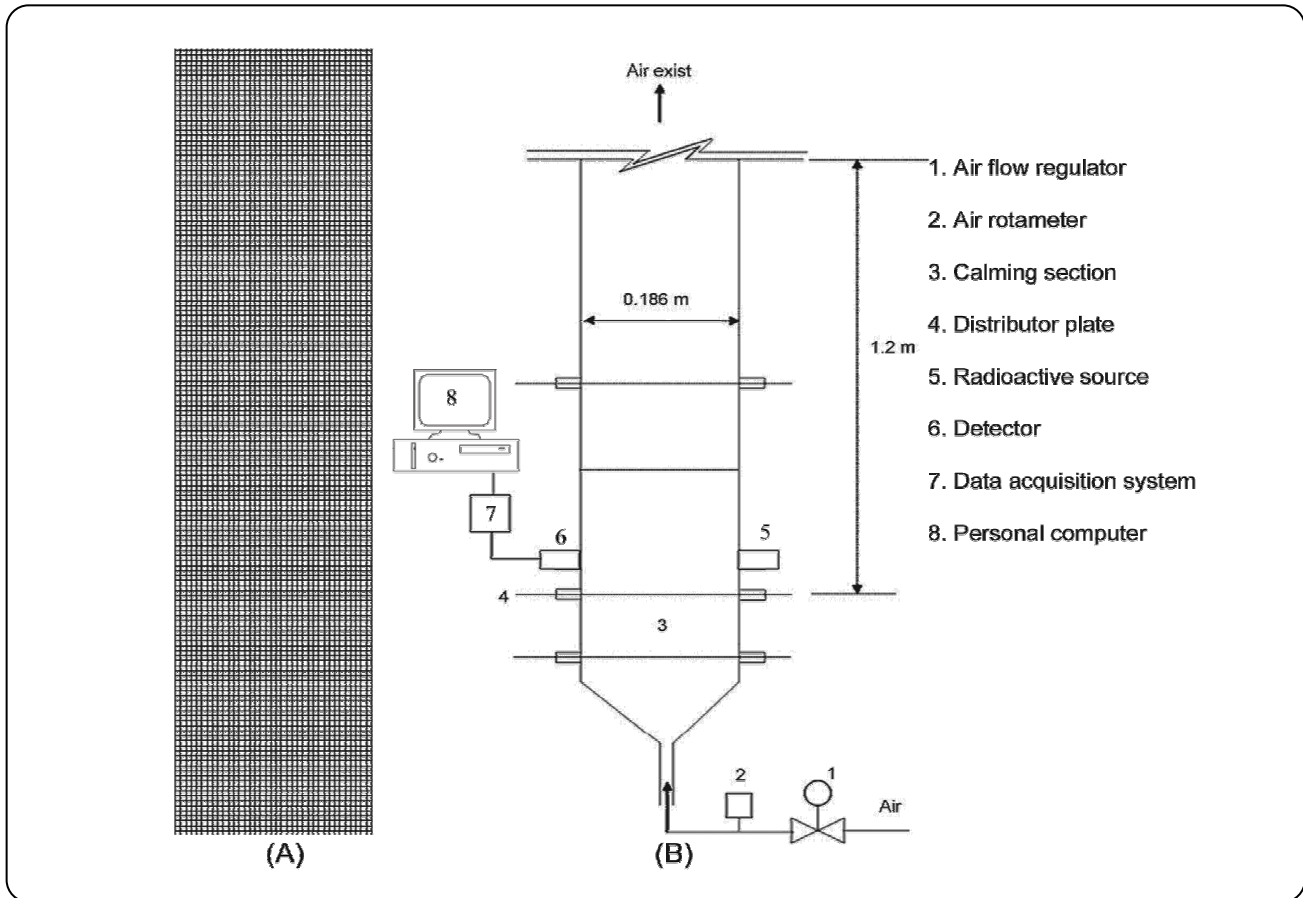 Air exist
1. Air flow regulator
2. Air rotameter
3. Calming section
4. Distributor plate
5. Radioactive source
6. Detector
7. Data acquisition system
8. Personal computer
0.186 m
1.2 m
8
7
6
5
4
3
2
1
Air
(A)
(B)